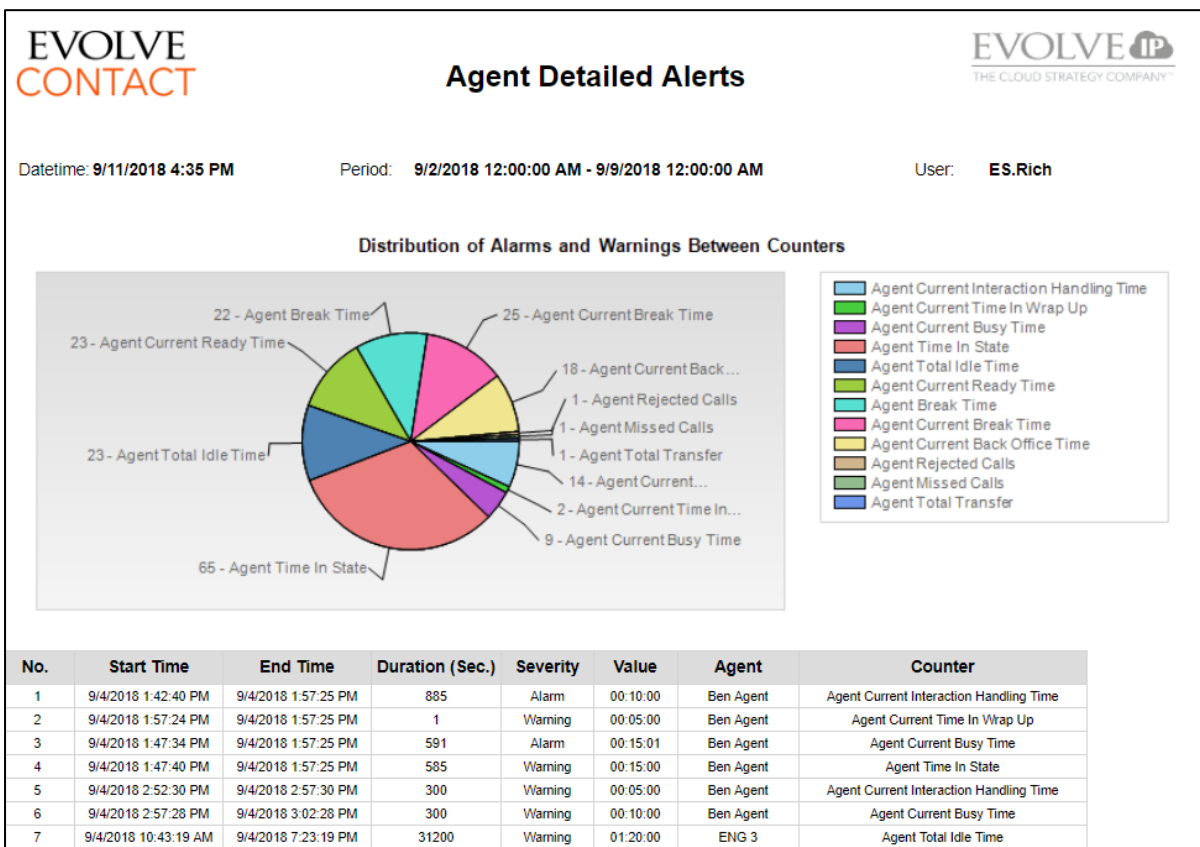 EVOLVE
CONTACT
EVOLVE IP
THE CLOUD STRATEGY COMPANY™
Agent Detailed Alerts
Datetime: 9/11/2018 4:35 PM Period: 9/2/2018 12:00:00 AM - 9/9/2018 12:00:00 AM User: ES.Rich
Distribution of Alarms and Warnings Between Counters
22 - Agent Break Time
25 - Agent Current Break Time
23 - Agent Current Ready Time
18 - Agent Current Back ...
1 - Agent Rejected Calls
1 - Agent Missed Calls
23 - Agent Total Idle Time
1 - Agent Total Transfer
14 - Agent Current...
2 - Agent Current Time In...
9 - Agent Current Busy Time
65 - Agent Time In State
Agent Current Interaction Handling Time
Agent Current Time In Wrap Up
Agent Current Busy Time
Agent Time In State
Agent Total Idle Time
Agent Current Ready Time
Agent Break Time
Agent Current Break Time
Agent Current Back Office Time
Agent Rejected Calls
Agent Missed Calls
Agent Total Transfer
No. Start Time End Time Duration (Sec.) Severity Value Agent Counter
1 9/4/2018 1:42:40 PM 9/4/2018 1:57:25 PM 885 Alarm 00:10:00 Ben Agent Agent Current Interaction Handling Time
2 9/4/2018 1:57:24 PM 9/4/2018 1:57:25 PM 1 Warning 00:05:00 Ben Agent Agent Current Time In Wrap Up
3 9/4/2018 1:47:34 PM 9/4/2018 1:57:25 PM 591 Alarm 00:15:01 Ben Agent Agent Current Busy Time
4 9/4/2018 1:47:40 PM 9/4/2018 1:57:25 PM 585 Warning 00:15:00 Ben Agent Agent Time In State
5 9/4/2018 2:52:30 PM 9/4/2018 2:57:30 PM 300 Warning 00:05:00 Ben Agent Agent Current Interaction Handling Time
6 9/4/2018 2:57:28 PM 9/4/2018 3:02:28 PM 300 Warning 00:10:00 Ben Agent Agent Current Busy Time
7 9/4/2018 10:43:19 AM 9/4/2018 7:23:19 PM 31200 Warning 01:20:00 ENG 3 Agent Total Idle Time